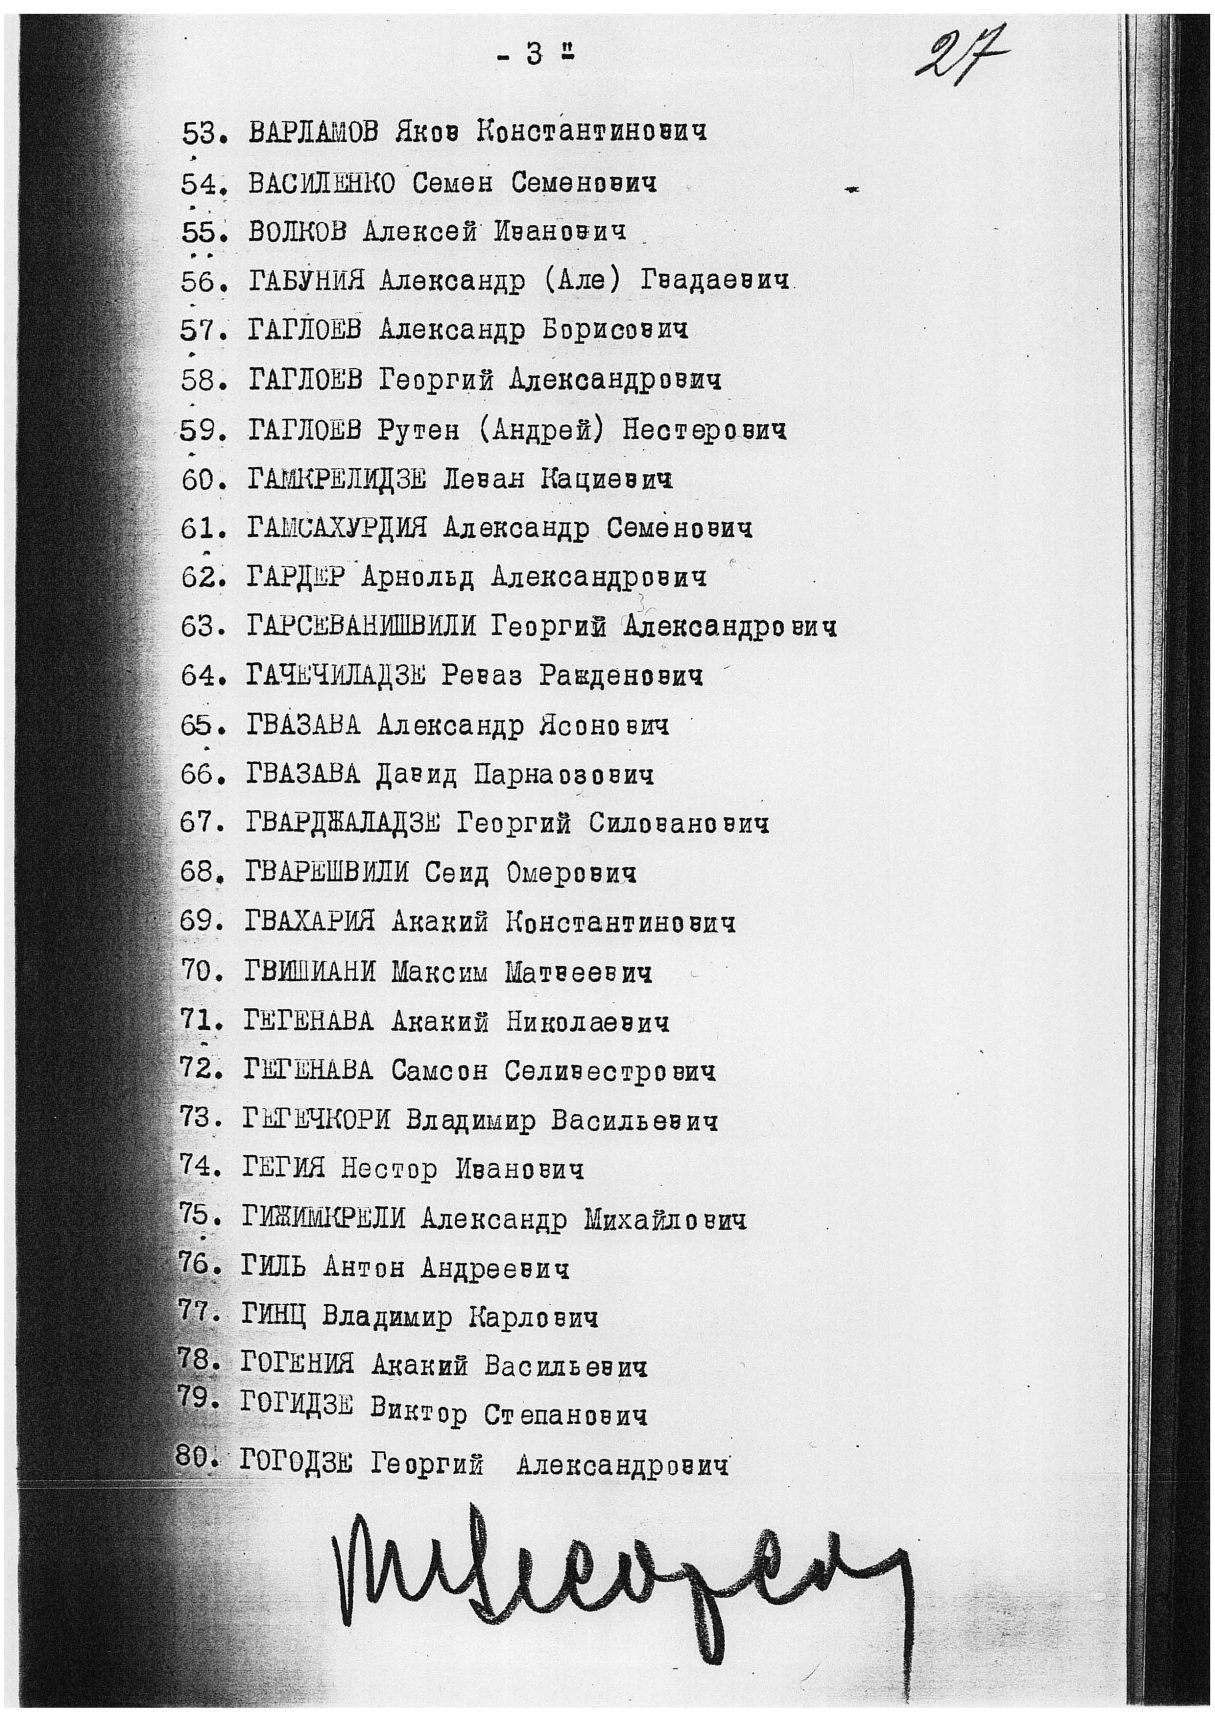 - 3 "
27
53. ВАРЛАМОВ Яков Константинович
54. ВАСИЛЕНКО Семен Семенович
55. ВОЛКОВ Алексей Иванович
56. ГАБУНИЯ Александр (Але) Гвадаевич
57. ГАГЛОЕВ Александр Борисович
58. ГАГЛОЕВ Георгий Александрович
59. ГАГЛОЕВ Рутен (Андрей) Нестерович
60. ГАМКРЕЛИДЗЕ Леван Кациевич
61. ГАМСАХУРДИЯ Александр Семенович
62. ГАРДЕР Арнольд Александрович
63. ГАРСЕВАНИШВИЛИ Георгий Александрович
64. ГАЧЕЧИЛАДЗЕ Реваз Ражденович
65. ГВАЗАВА Александр Ясонович
66. ГВАЗАВА Давид Парнаозович
67. ГВАРДЖАЛАДЗЕ Георгий Силованович
68. ГВАРЕШВИЛИ Сеид Омерович
69. ГВАХАРИЯ Акакий Константинович
70. ГВИШИАНИ Максим Матвеевич
71. ГЕГЕНАВА Акакий Николаевич
72. ГЕГЕНАВА Самсон Селивестрович
73. ГЕГЕЧКОРИ Владимир Васильевич
74. ГЕГИЯ Нестор Иванович
75. ГИЖИМКРЕЛИ Александр Михайлович
76. ГИЛЬ Антон Андреевич
77. ГИНЦ Владимир Карлович
78. ГОГЕНИЯ Акакий Васильевич
79. ГОГИДЗЕ Виктор Степанович
80. ГОГОДЗЕ Георгий Александрович